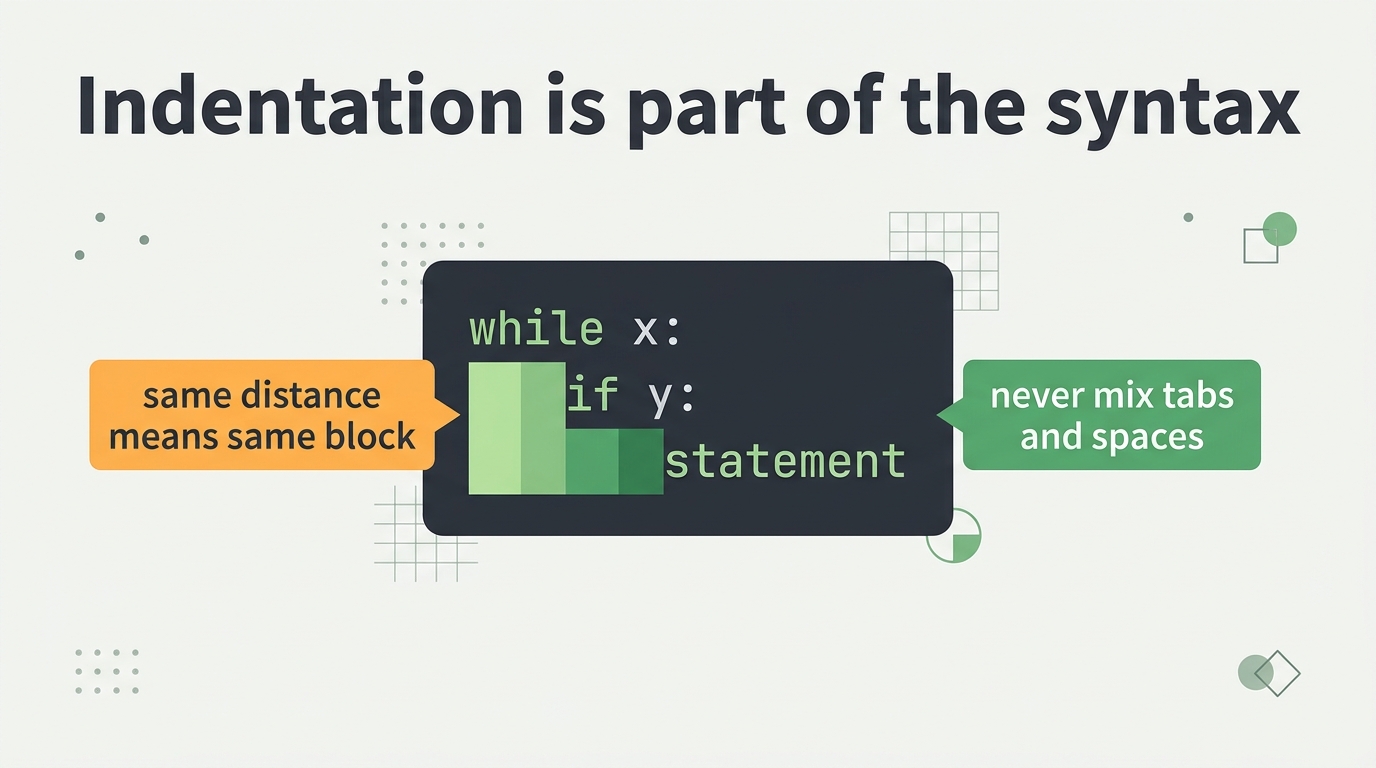 Indentation is part of the syntax
while x:
if y:
statement
same distance
means same block
never mix tabs
and spaces